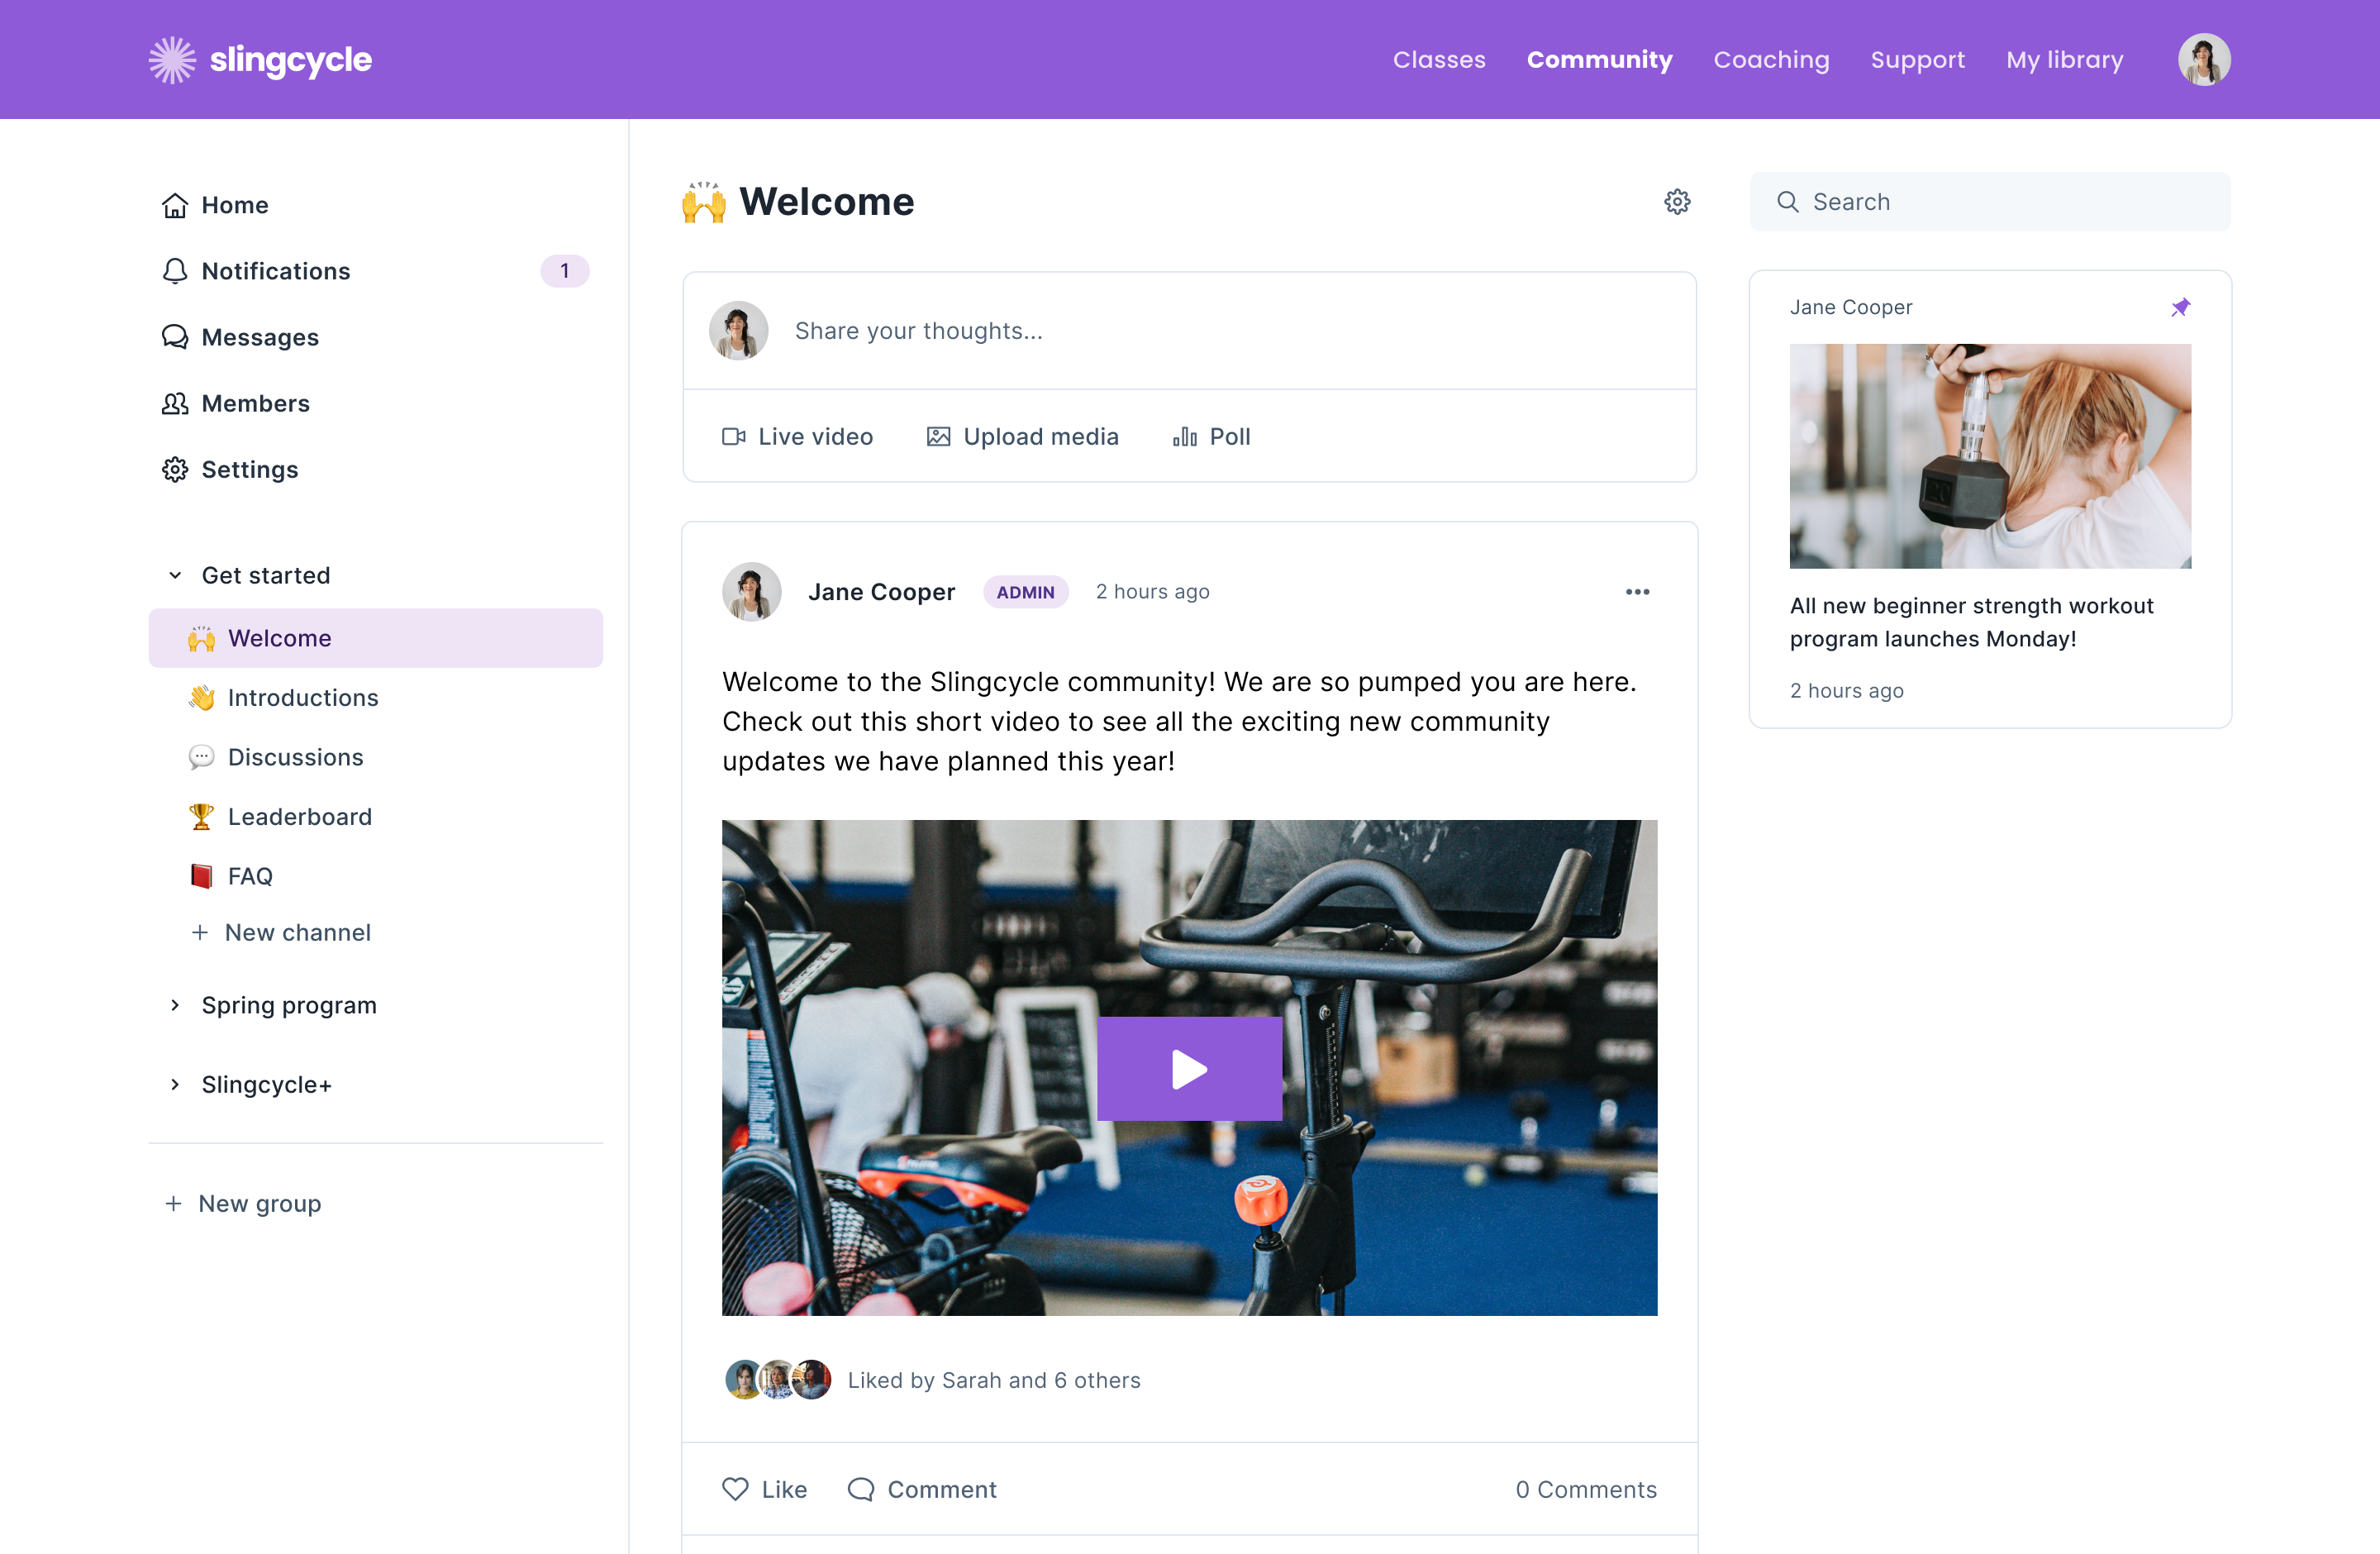 slingcycle
Classes
Community
Coaching
Support
My library
Home
Notifications
1
Messages
Members
Settings
Get started
Welcome
Introductions
Discussions
Leaderboard
FAQ
+ New channel
Spring program
Slingcycle+
+ New group
Welcome
Share your thoughts...
Live video
Upload media
Poll
Jane Cooper
ADMIN
2 hours ago
Welcome to the Slingcycle community! We are so pumped you are here.
Check out this short video to see all the exciting new community
updates we have planned this year!
Liked by Sarah and 6 others
Like
Comment
0 Comments
Search
Jane Cooper
20
All new beginner strength workout
program launches Monday!
2 hours ago